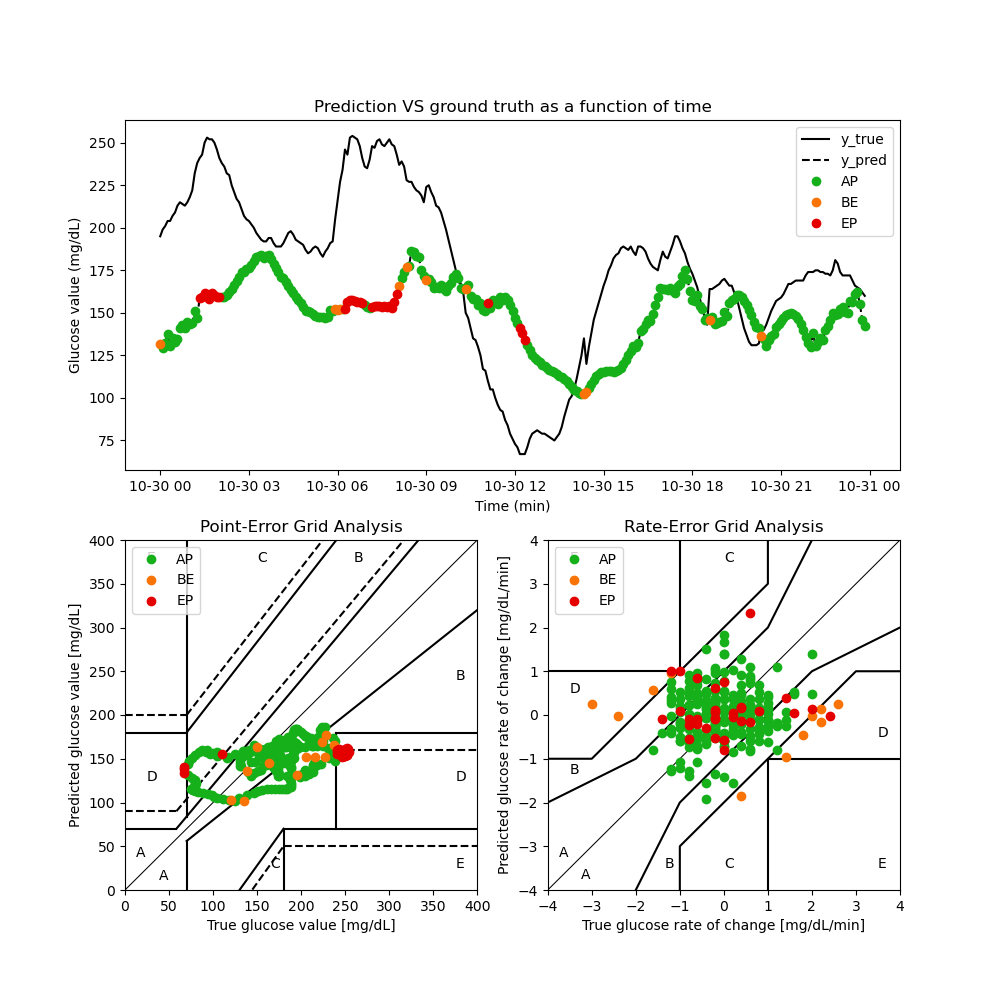 Prediction VS ground truth as a function of time
Glucose value (mg/dL)
250
225
200
175
150
125
100
75
y_true
y_pred
AP
BE
EP
10-30 00 10-30 03 10-30 06 10-30 09 10-30 12 10-30 15 10-30 18 10-30 21 10-31 00
Time (min)
Point-Error Grid Analysis
Predicted glucose value [mg/dL]
400
350
300
250
200
150
100
50
0
AP
BE
EP
C
B
B
D
D
A
A
C
E
0 50 100 150 200 250 300 350 400
True glucose value [mg/dL]
Rate-Error Grid Analysis
Predicted glucose rate of change [mg/dL/min]
4
3
2
1
0
−1
−2
−3
−4
AP
BE
EP
C
D
D
B
A
A
B
C
E
−4 −3 −2 −1 0 1 2 3 4
True glucose rate of change [mg/dL/min]